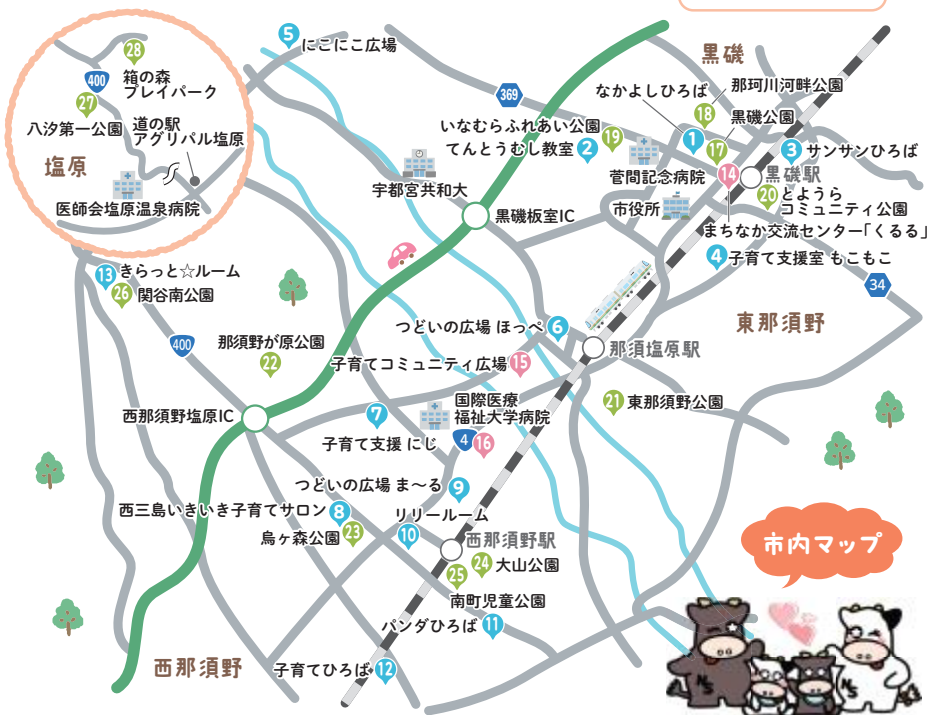 5
にこにこ広場
黒磯
28
400
箱の森
プレイパーク
27
八汐第一公園
道の駅
アグリパル塩原
塩原
医師会塩原温泉病院
369
なかよしひろば
18
那珂川河畔公園
いなむらふれあい公園
19
1
17
黒磯公園
てんとうむし教室
2
3
サンサンひろば
菅間記念病院
14
黒磯駅
宇都宮共和大
市役所
20
とようら
コミュニティ公園
黒磯板室IC
まちなか交流センター「くるる」
4
子育て支援室 もこもこ
13
きらっと☆ルーム
26
関谷南公園
34
東那須野
つどいの広場 ほっぺ
6
400
那須野が原公園
22
那須塩原駅
子育てコミュニティ広場
15
西那須野塩原IC
7
国際医療
福祉大学病院
21
東那須野公園
子育て支援 にじ
4
16
つどいの広場 ま〜る
9
西三島いきいき子育てサロン
8
リリールーム
烏ヶ森公園
23
10
西那須野駅
市内マップ
24
大山公園
25
南町児童公園
パンダひろば
11
西那須野
子育てひろば
12
NS
NS